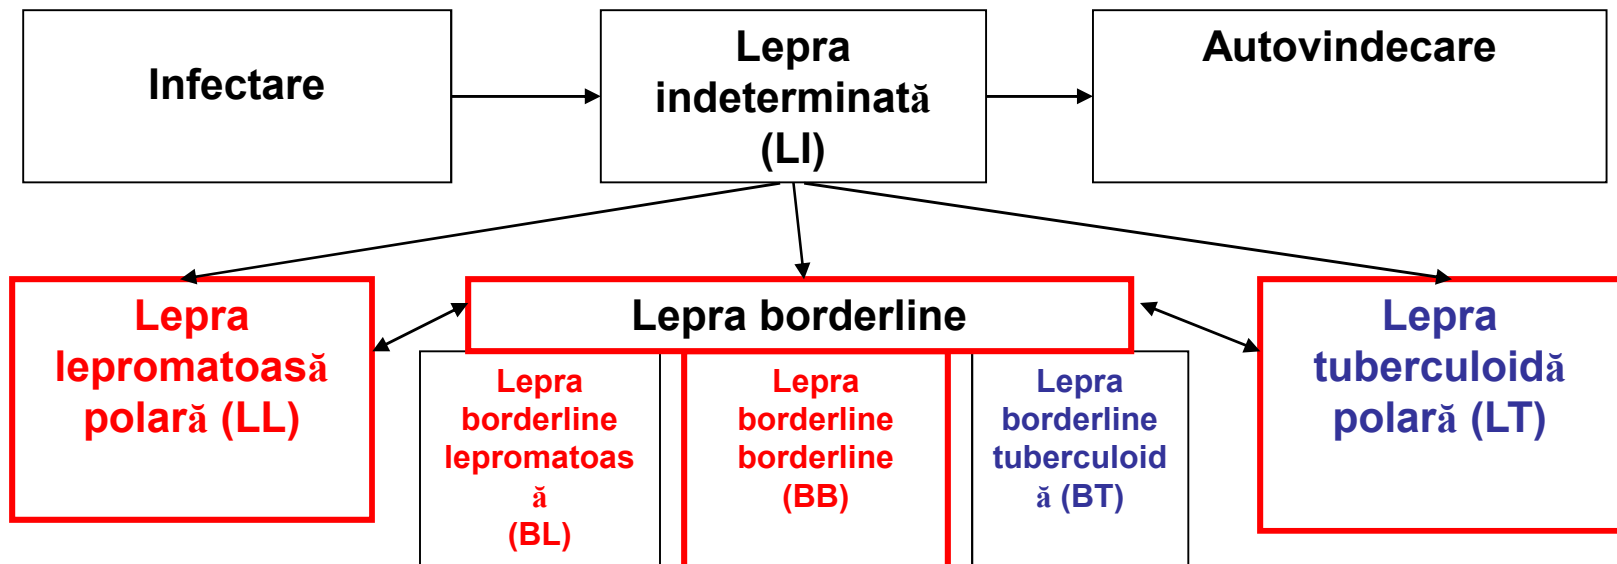 Infectare
Lepra
indeterminată
(LI)
Autovindecare
Lepra
lepromatoasă
polară (LL)
Lepra borderline
Lepra
borderline
lepromatoas
ă
(BL)
Lepra
borderline
borderline
(BB)
Lepra
borderline
tuberculoid
ă (BT)
Lepra
tuberculoidă
polară (LT)